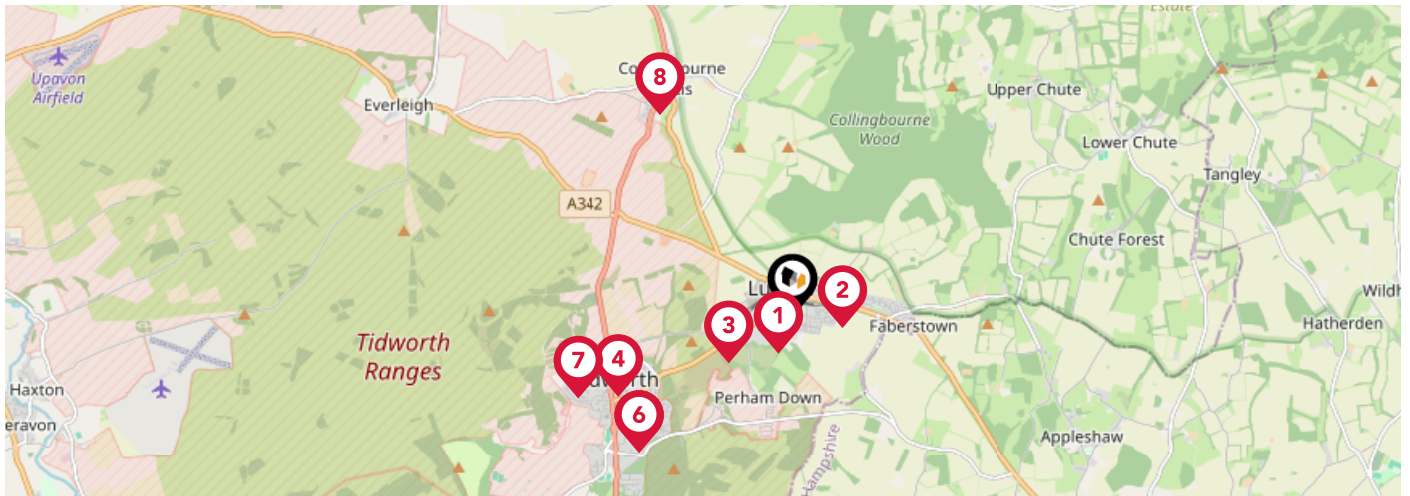 Estate
Upavon
Airfield
8
Everleigh
Upper Chute
Collingbourne
Wood
Lower Chute
Tangley
A342
Chute Forest
2
1
3
Faberstown
Hatherden
Tidworth
Ranges
7
4
Haxton
6
Perham Down
Appleshaw
Hampshire